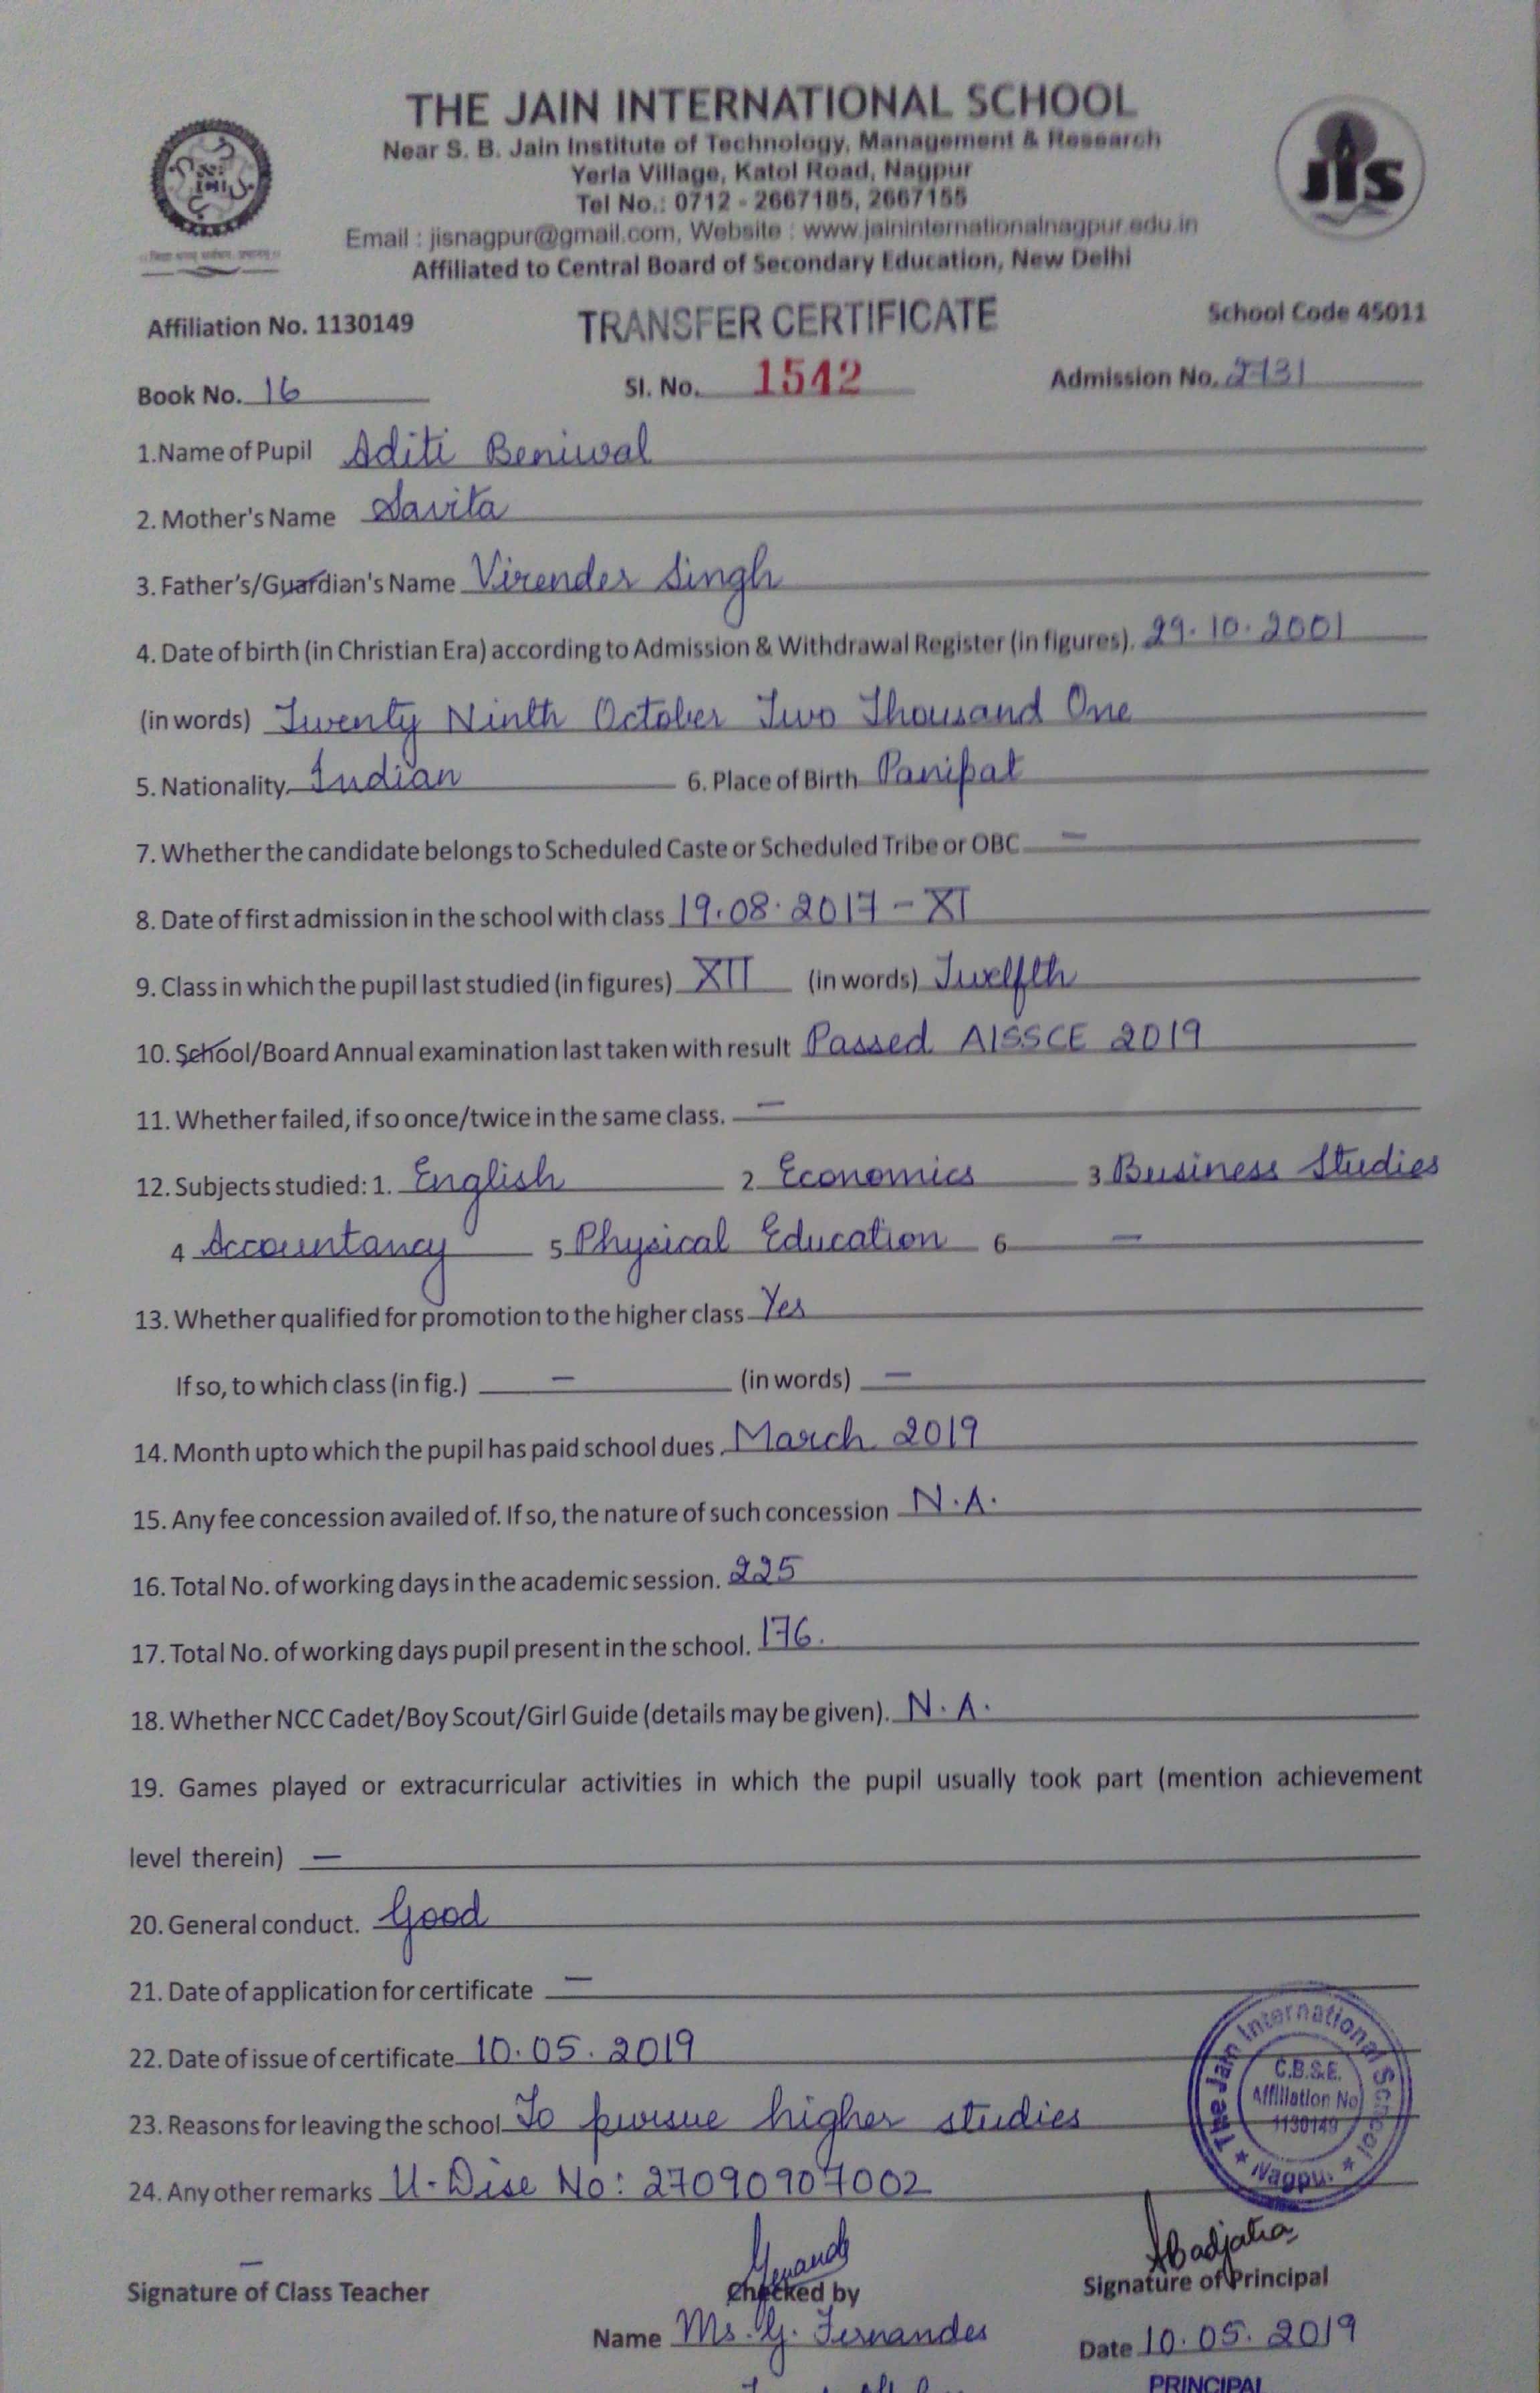 THE JAIN INTERNATIONAL SCHOOL
Near S. B. Jain Institute of Technology, Management & Research
Yerla Village, Katol Road, Nagpur
Tel No.: 0712 - 2667185, 2667155
Email : jisnagpur@gmail.com, Website : www.jaininternationalnagpur.edu.in
Affiliated to Central Board of Secondary Education, New Delhi
jIs
Affiliation No. 1130149 TRANSFER CERTIFICATE School Code 45011
Book No. 16 Sl. No. 1542 Admission No. 2731
1.Name of Pupil Aditi Beniwal
2. Mother's Name Savita
3. Father's/Guardian's Name Virender Singh
4. Date of birth (in Christian Era) according to Admission & Withdrawal Register (in figures). 29.10.2001
(in words) Twenty Ninth October Two Thousand One
5. Nationality Indian 6. Place of Birth Panipat
7. Whether the candidate belongs to Scheduled Caste or Scheduled Tribe or OBC –
8. Date of first admission in the school with class 19.08.2017 – XI
9. Class in which the pupil last studied (in figures) XII (in words) Twelfth
10. School/Board Annual examination last taken with result Passed AISSCE 2019
11. Whether failed, if so once/twice in the same class. –
12. Subjects studied: 1. English 2 Economics 3 Business Studies
4 Accountancy 5 Physical Education 6 –
13. Whether qualified for promotion to the higher class Yes
If so, to which class (in fig.) – (in words) –
14. Month upto which the pupil has paid school dues. March 2019
15. Any fee concession availed of. If so, the nature of such concession N.A.
16. Total No. of working days in the academic session. 225
17. Total No. of working days pupil present in the school. 176.
18. Whether NCC Cadet/Boy Scout/Girl Guide (details may be given). N.A.
19. Games played or extracurricular activities in which the pupil usually took part (mention achievement
level therein) –
20. General conduct. Good
21. Date of application for certificate –
22. Date of issue of certificate 10.05.2019
23. Reasons for leaving the school To pursue higher studies
24. Any other remarks U-Dise No: 27090907002
The Jain International School
C.B.S.E.
Affiliation No
1130149
★ Nagpur ★
–
Signature of Class Teacher Checked by Signature of Principal
Name Ms. G. Fernandes Date 10.05.2019
PRINCIPAL